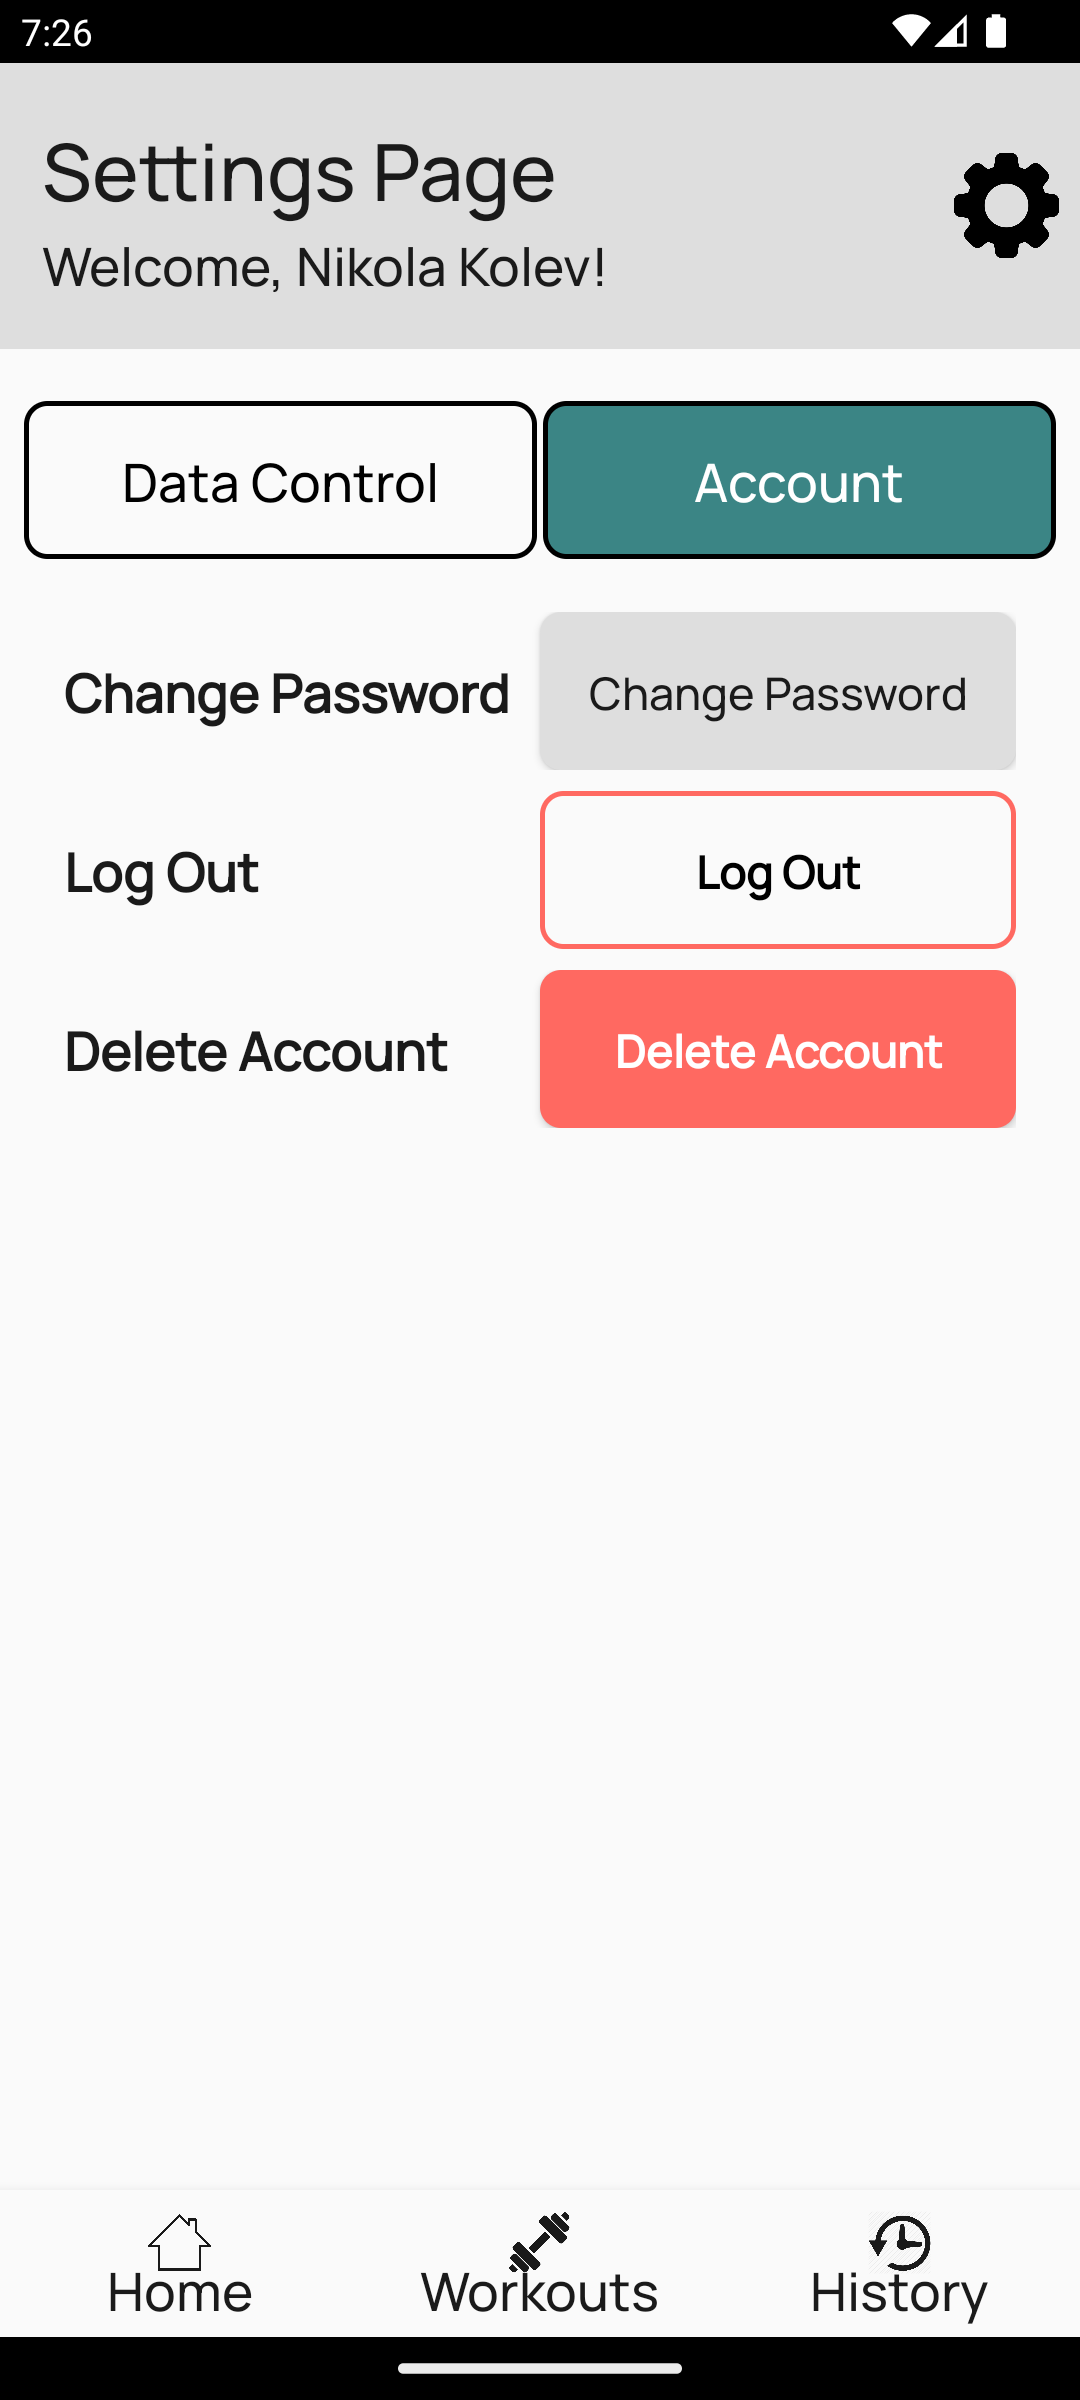 7:26
Settings Page
Welcome, Nikola Kolev!
Data Control
Account
Change Password
Change Password
Log Out
Log Out
Delete Account
Delete Account
Home
Workouts
History